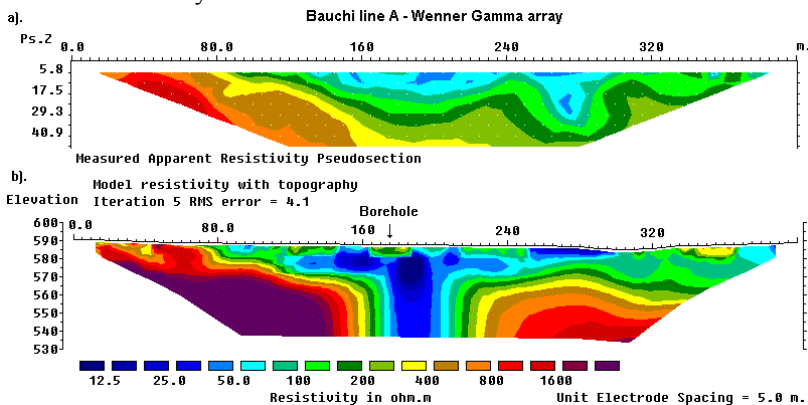 Bauchi line A - Wenner Gamma array
a).
Ps.Z 0.0 80.0 160 240 320 m.
5.8
17.5
29.3
40.9
Measured Apparent Resistivity Pseudosection
b).
Model resistivity with topography
Elevation Iteration 5 RMS error = 4.1
Borehole
600
590 0.0 80.0 160 240 320
580
570
560
550
540
530
12.5 25.0 50.0 100 200 400 800 1600
Resistivity in ohm.m Unit Electrode Spacing = 5.0 m.